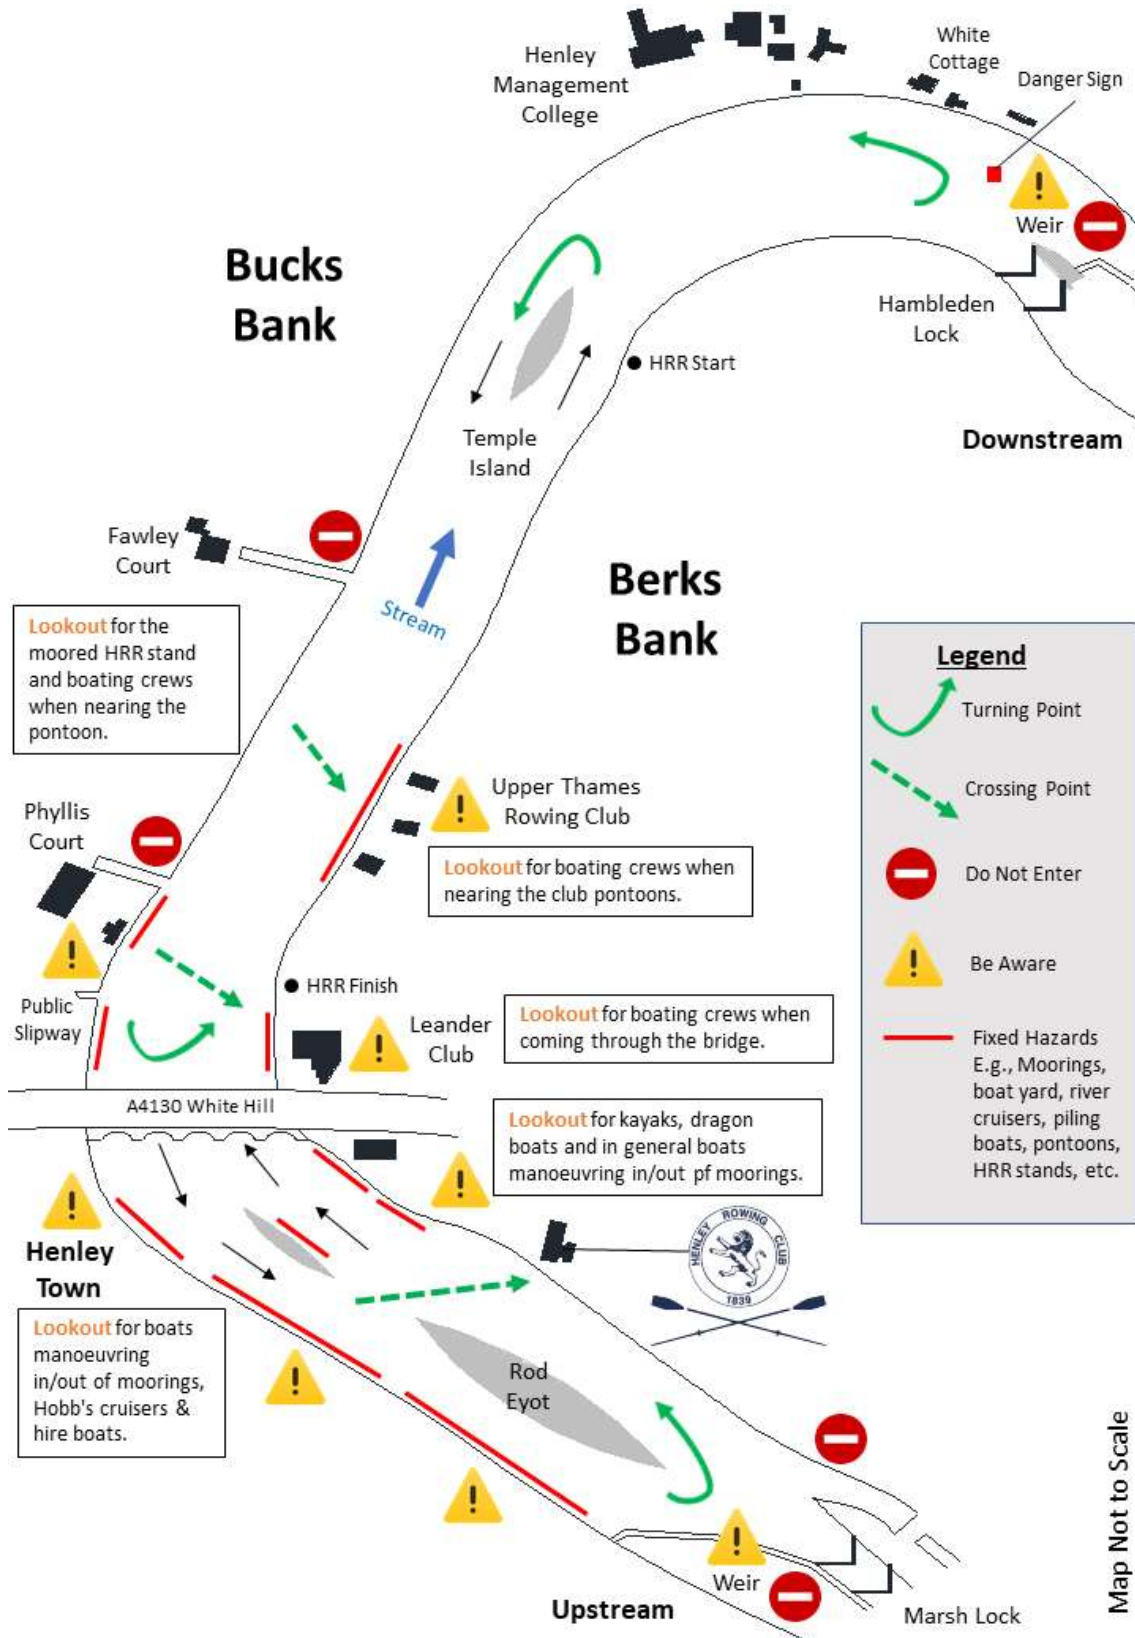 Henley
Management
College
White
Cottage
Danger Sign
Weir
Hambleden
Lock
Downstream
Bucks
Bank
HRR Start
Temple
Island
Fawley
Court
Stream
Berks
Bank
Lookout for the
moored HRR stand
and boating crews
when nearing the
pontoon.
Legend
Turning Point
Crossing Point
Do Not Enter
Be Aware
Fixed Hazards
E.g., Moorings,
boat yard, river
cruisers, piling
boats, pontoons,
HRR stands, etc.
Upper Thames
Rowing Club
Lookout for boating crews when
nearing the club pontoons.
Phyllis
Court
Public
Slipway
HRR Finish
Leander
Club
Lookout for boating crews when
coming through the bridge.
A4130 White Hill
Lookout for kayaks, dragon
boats and in general boats
manoeuvring in/out pf moorings.
HENLEY ROWING CLUB
1839
Henley
Town
Lookout for boats
manoeuvring
in/out of moorings,
Hobb's cruisers &
hire boats.
Rod
Eyot
Weir
Marsh Lock
Upstream
Map Not to Scale